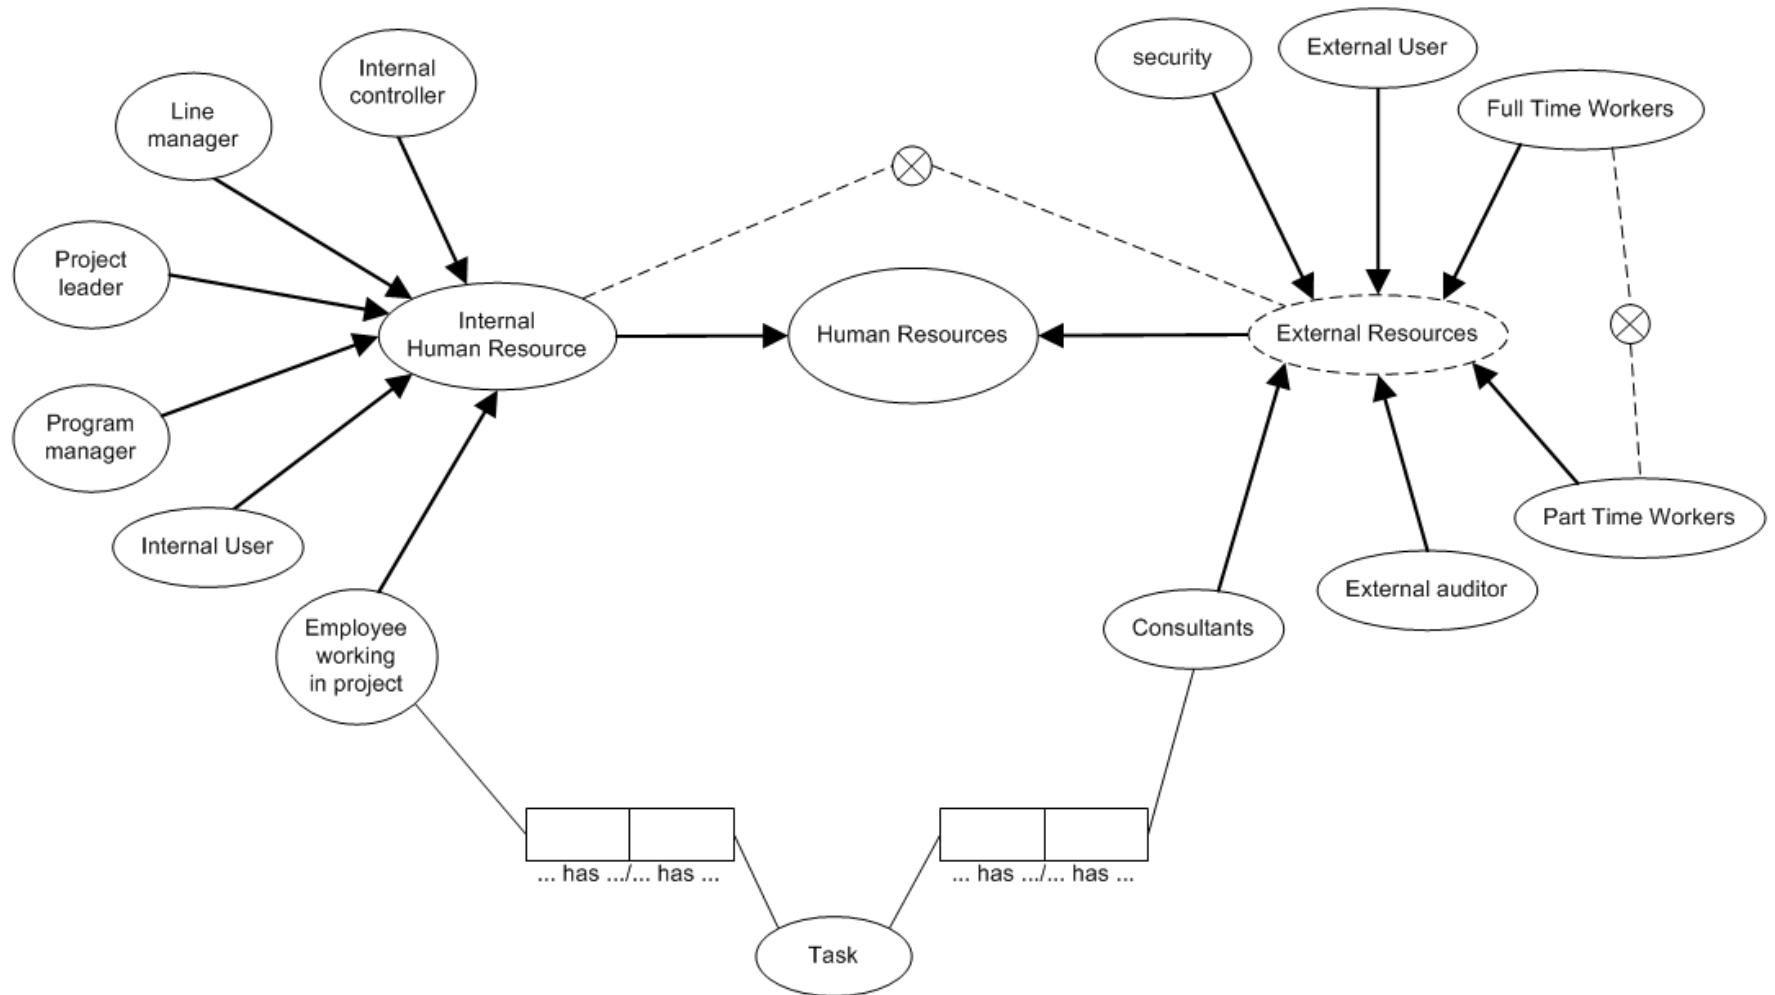 Internal
controller
Line
manager
Project
leader
Program
manager
Internal User
Employee
working
in project
Internal
Human Resource
Human Resources
security
External User
Full Time Workers
External Resources
Part Time Workers
External auditor
Consultants
... has .../... has ...
... has .../... has ...
Task